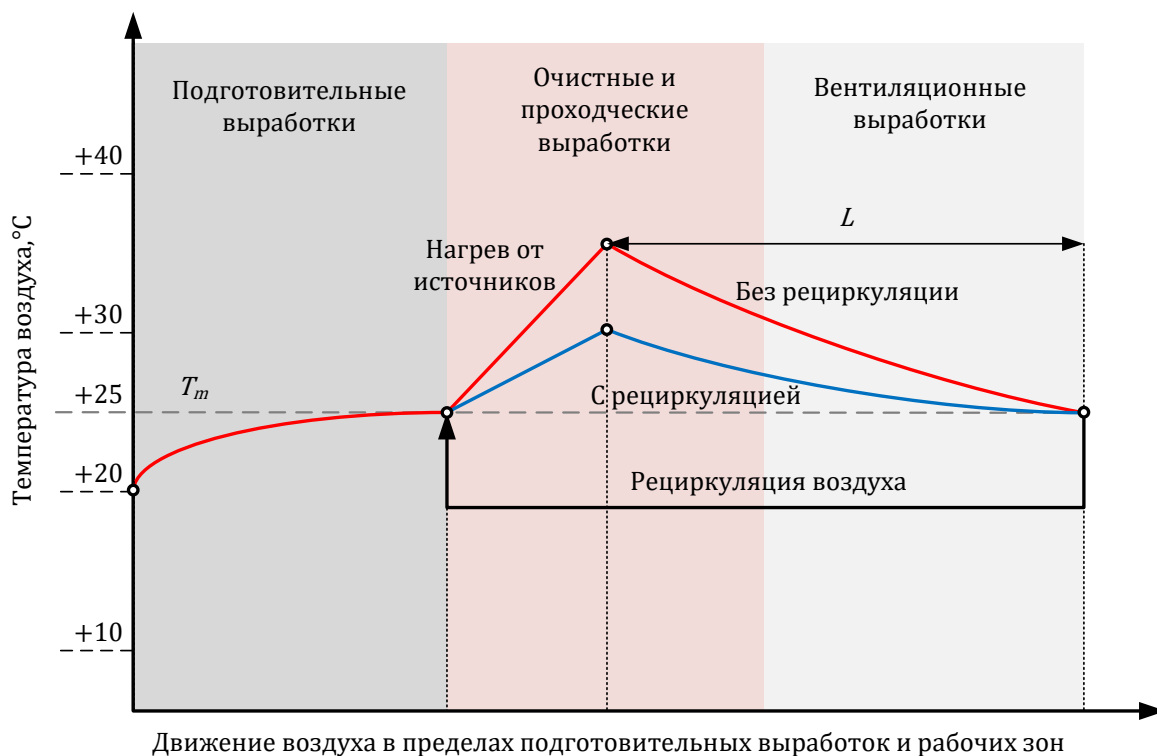 Подготовительные
выработки
Очистные и
проходческие
выработки
Вентиляционные
выработки
+40
+30
+25
+20
+10
Температура воздуха,°С
L
Нагрев от
источников
Без рециркуляции
Tm
С рециркуляцией
Рециркуляция воздуха
Движение воздуха в пределах подготовительных выработок и рабочих зон